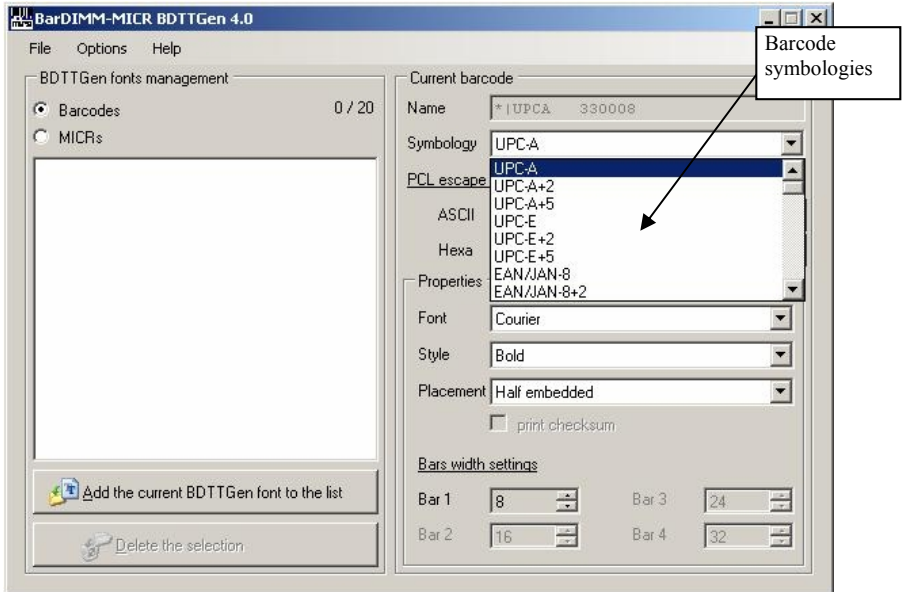 BarDIMM-MICR BDTTGen 4.0
File Options Help
Barcode
symbologies
BDTTGen fonts management
Barcodes 0 / 20
MICRs
Add the current BDTTGen font to the list
Delete the selection
Current barcode
Name *|UPCA 330008
Symbology UPC-A
UPC-A
UPC-A+2
UPC-A+5
UPC-E
UPC-E+2
UPC-E+5
EAN/JAN-8
EAN/JAN-8+2
PCL escape
ASCII
Hexa
Properties
Font Courier
Style Bold
Placement Half embedded
print checksum
Bars width settings
Bar 1 8 Bar 3 24
Bar 2 16 Bar 4 32